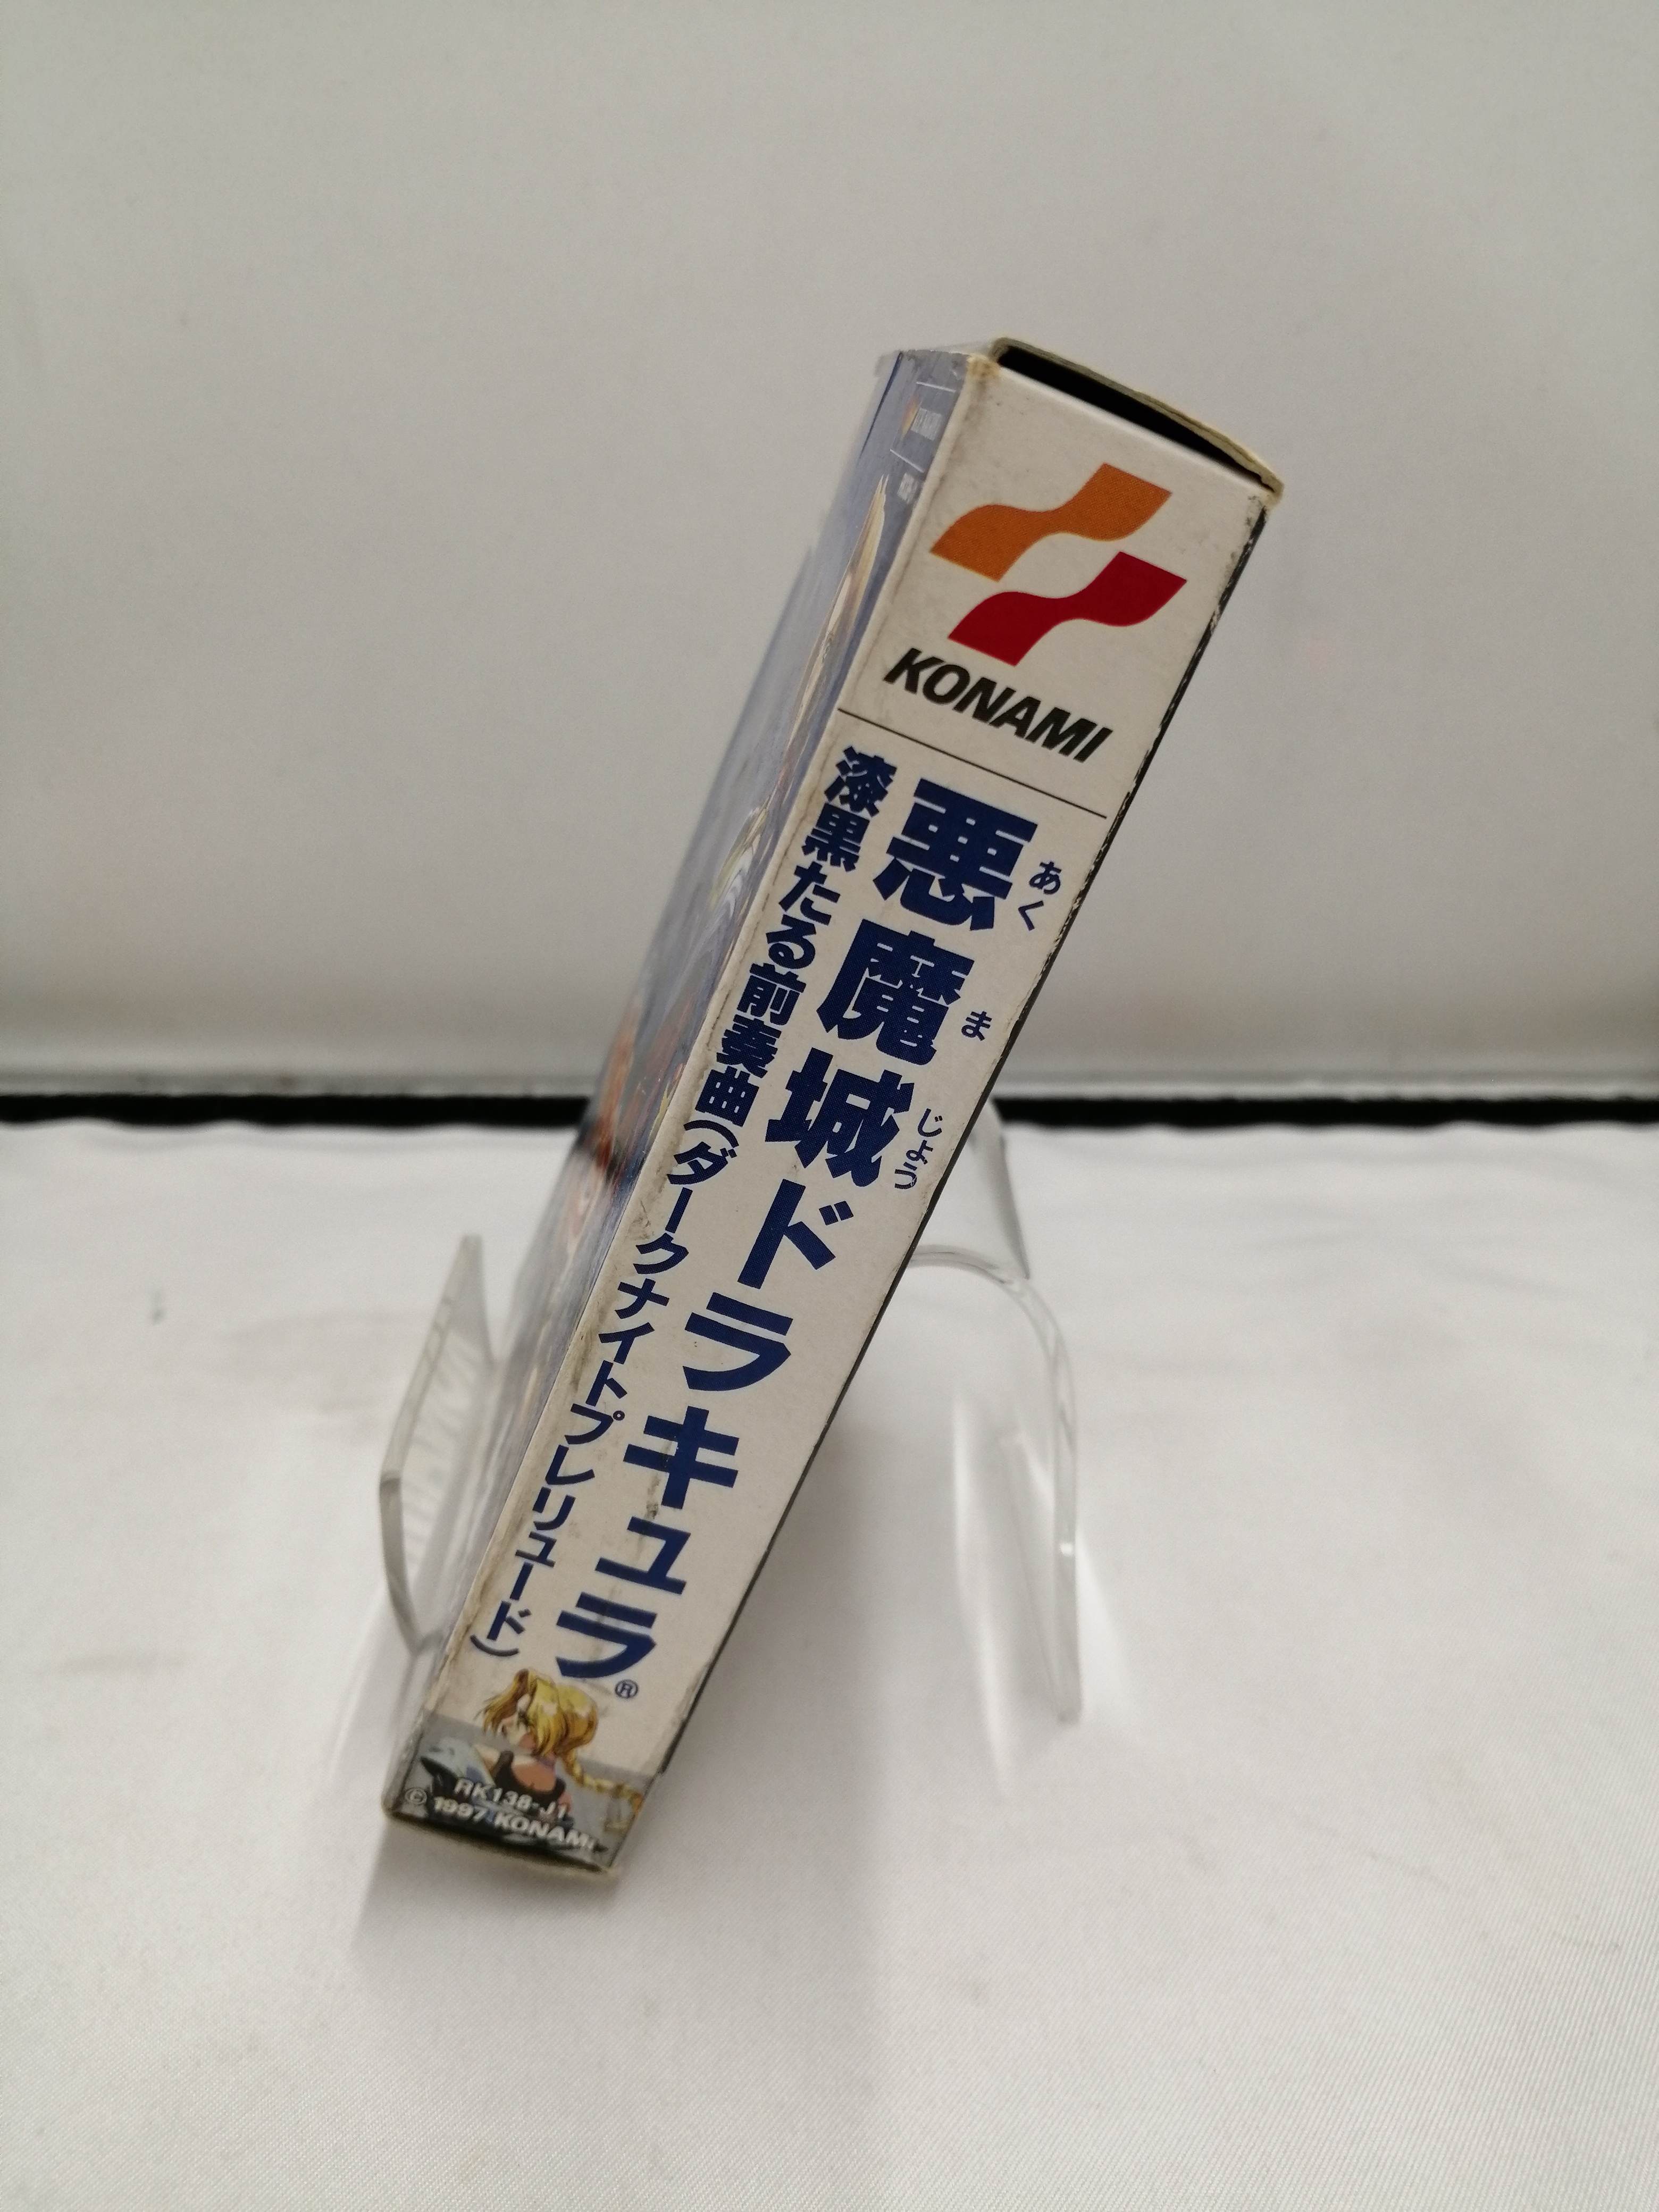 KONAMI
悪魔城ドラキュラ®
あく
ま
じょう
漆黒たる前奏曲(ダークナイトプレリュード)
RK138-J1
© 1997 KONAMI